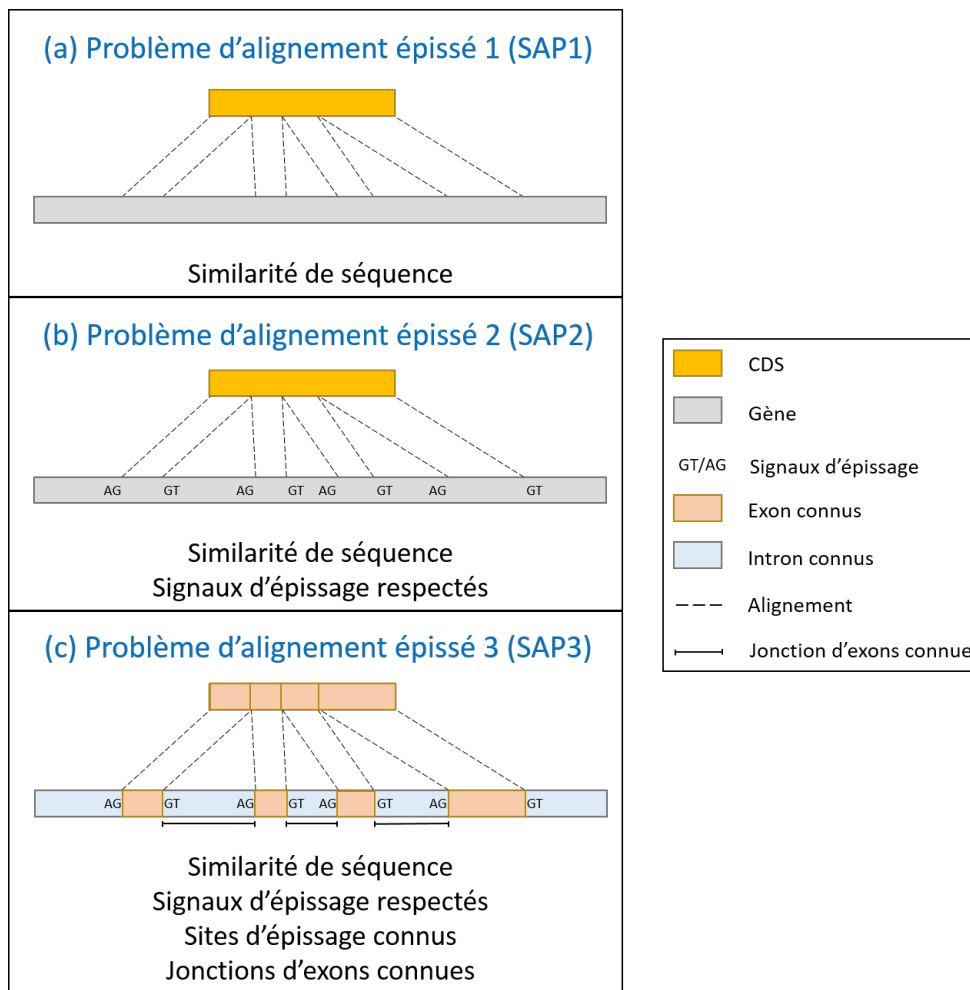 (a) Problème d'alignement épissé 1 (SAP1)
Similarité de séquence
(b) Problème d'alignement épissé 2 (SAP2)
AG GT AG GT AG GT AG GT
Similarité de séquence
Signaux d'épissage respectés
(c) Problème d'alignement épissé 3 (SAP3)
AG GT AG GT AG GT AG GT
Similarité de séquence
Signaux d'épissage respectés
Sites d'épissage connus
Jonctions d'exons connues
CDS
Gène
GT/AG Signaux d'épissage
Exon connus
Intron connus
Alignement
Jonction d'exons connue